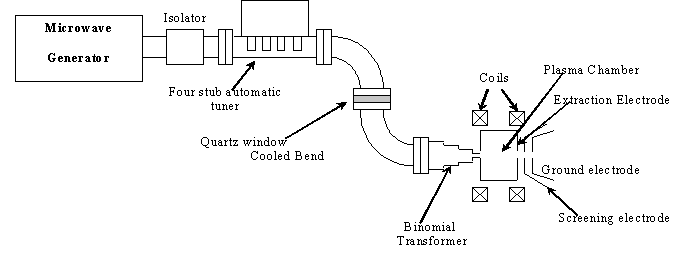 Microwave
Generator
Isolator
Four stub automatic
tuner
Quartz window
Cooled Bend
Coils
Plasma Chamber
Extraction Electrode
Ground electrode
Screening electrode
Binomial
Transformer